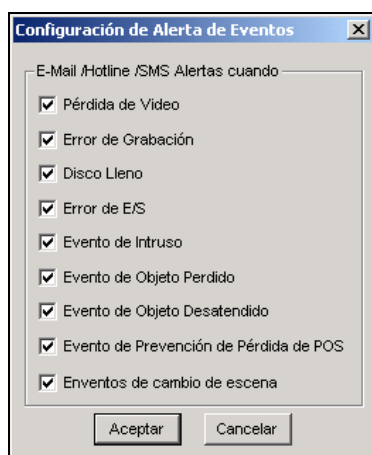 Configuración de Alerta de Eventos
E-Mail /Hotline /SMS Alertas cuando
Pérdida de Video
Error de Grabación
Disco Lleno
Error de E/S
Evento de Intruso
Evento de Objeto Perdido
Evento de Objeto Desatendido
Evento de Prevención de Pérdida de POS
Enventos de cambio de escena
Aceptar
Cancelar